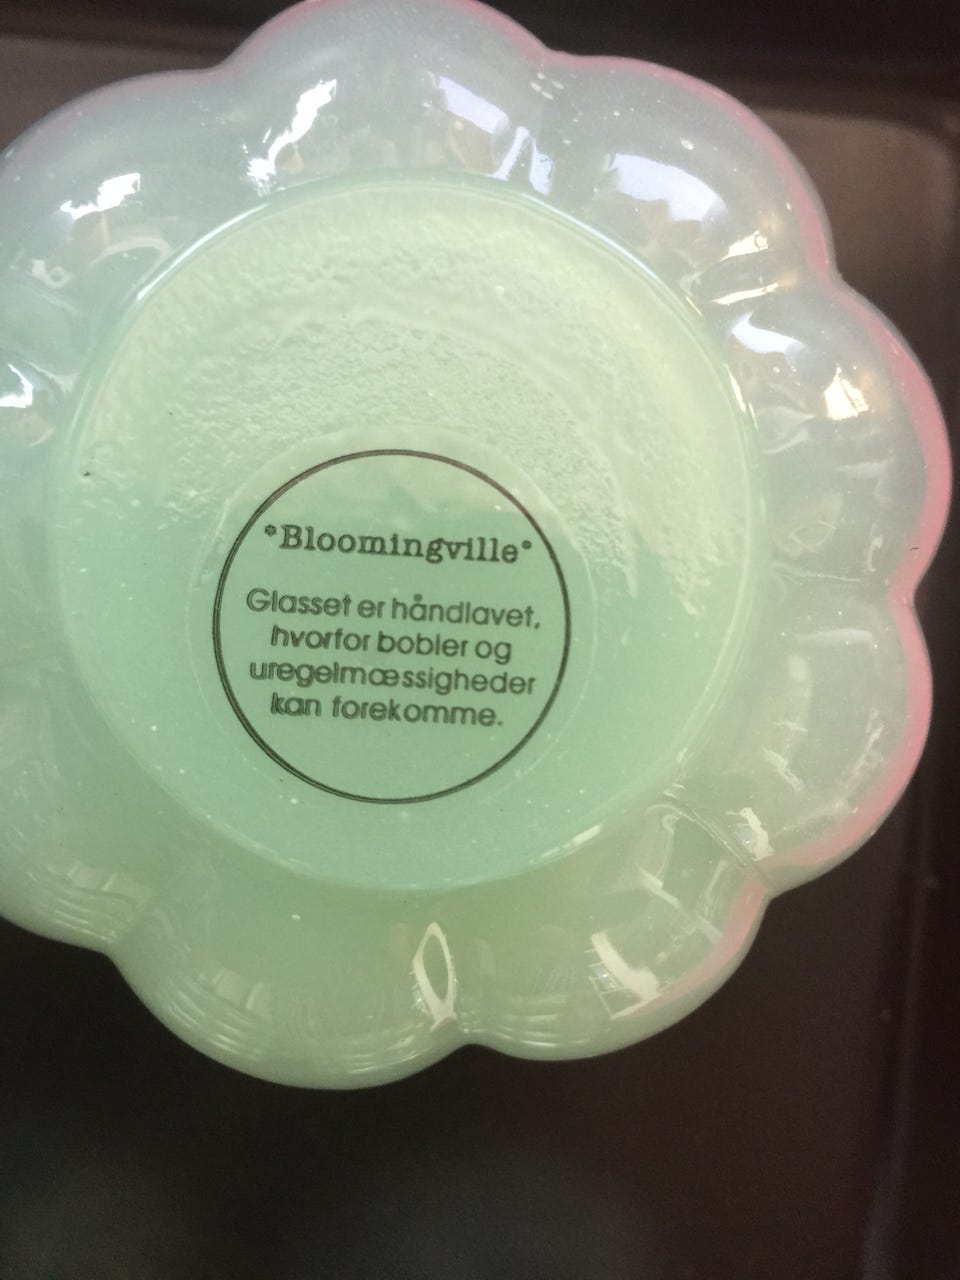 *Bloomingville*
Glasset er håndlavet,
hvorfor bobler og
uregelmæssigheder
kan forekomme.